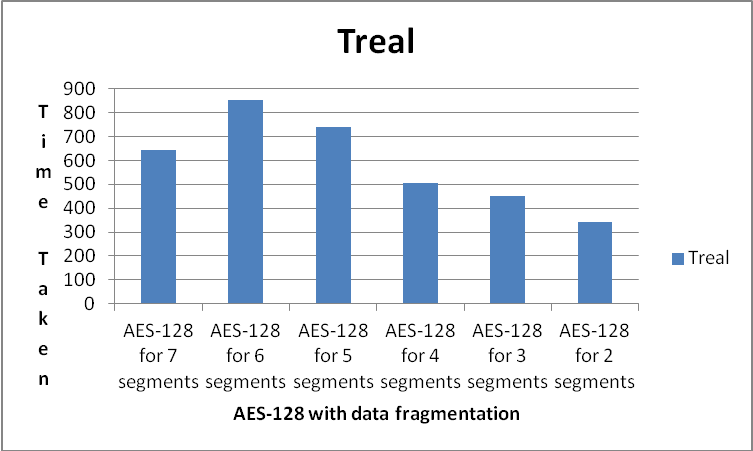 Treal
900
800
700
600
500
400
300
200
100
0
Time Taken
AES-128 for 7 segments
AES-128 for 6 segments
AES-128 for 5 segments
AES-128 for 4 segments
AES-128 for 3 segments
AES-128 for 2 segments
AES-128 with data fragmentation
Treal